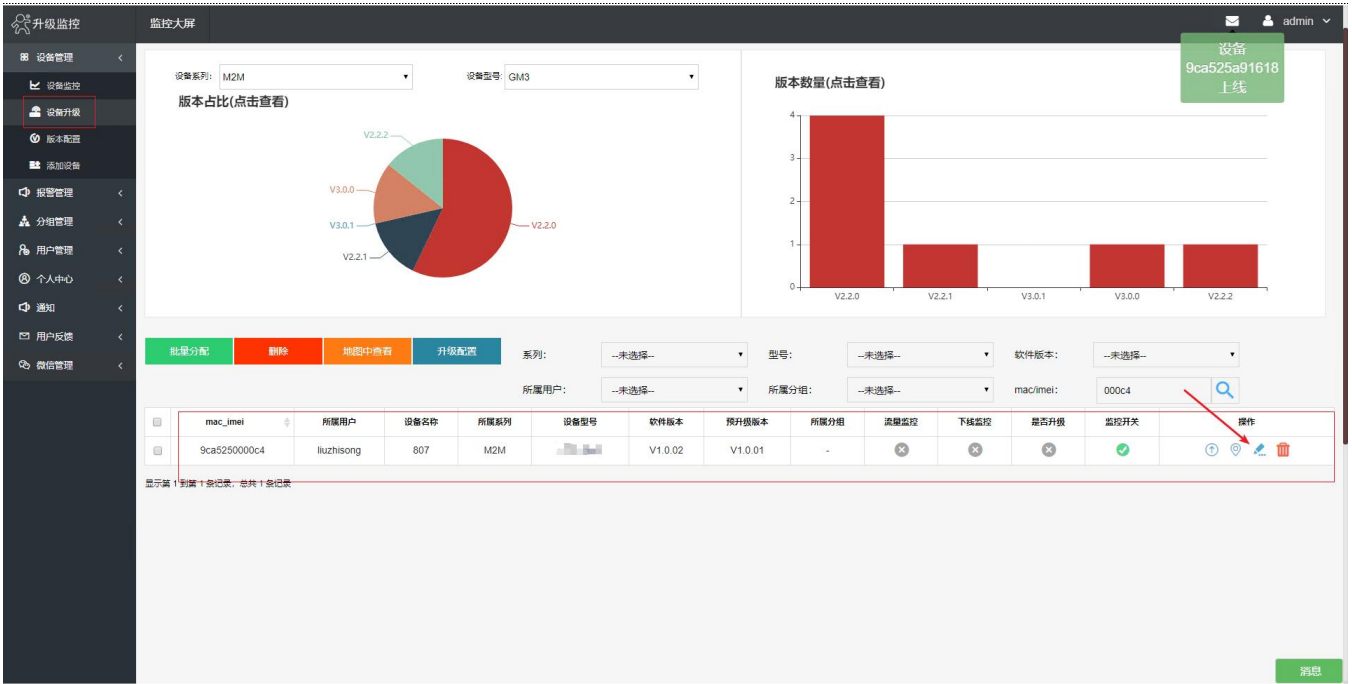 升级监控
监控大屏
admin
设备
9ca525a91618
上线
设备管理
设备监控
设备升级
版本配置
添加设备
报警管理
分组管理
用户管理
个人中心
通知
用户反馈
微信管理
设备系列: M2M
设备型号: GM3
版本占比(点击查看)
V2.2.2
V3.0.0
V3.0.1
V2.2.1
V2.2.0
版本数量(点击查看)
4
3
2
1
0
V2.2.0 V2.2.1 V3.0.1 V3.0.0 V2.2.2
批量分配 删除 地图中查看 升级配置
系列: --未选择-- 型号: --未选择-- 软件版本: --未选择--
所属用户: --未选择-- 所属分组: --未选择-- mac/imei: 000c4
mac_imei 所属用户 设备名称 所属系列 设备型号 软件版本 预升级版本 所属分组 流量监控 下线监控 是否升级 监控开关 操作
9ca5250000c4 liuzhisong 807 M2M V1.0.02 V1.0.01 -
显示第 1 到第 1 条记录，总共 1 条记录
消息